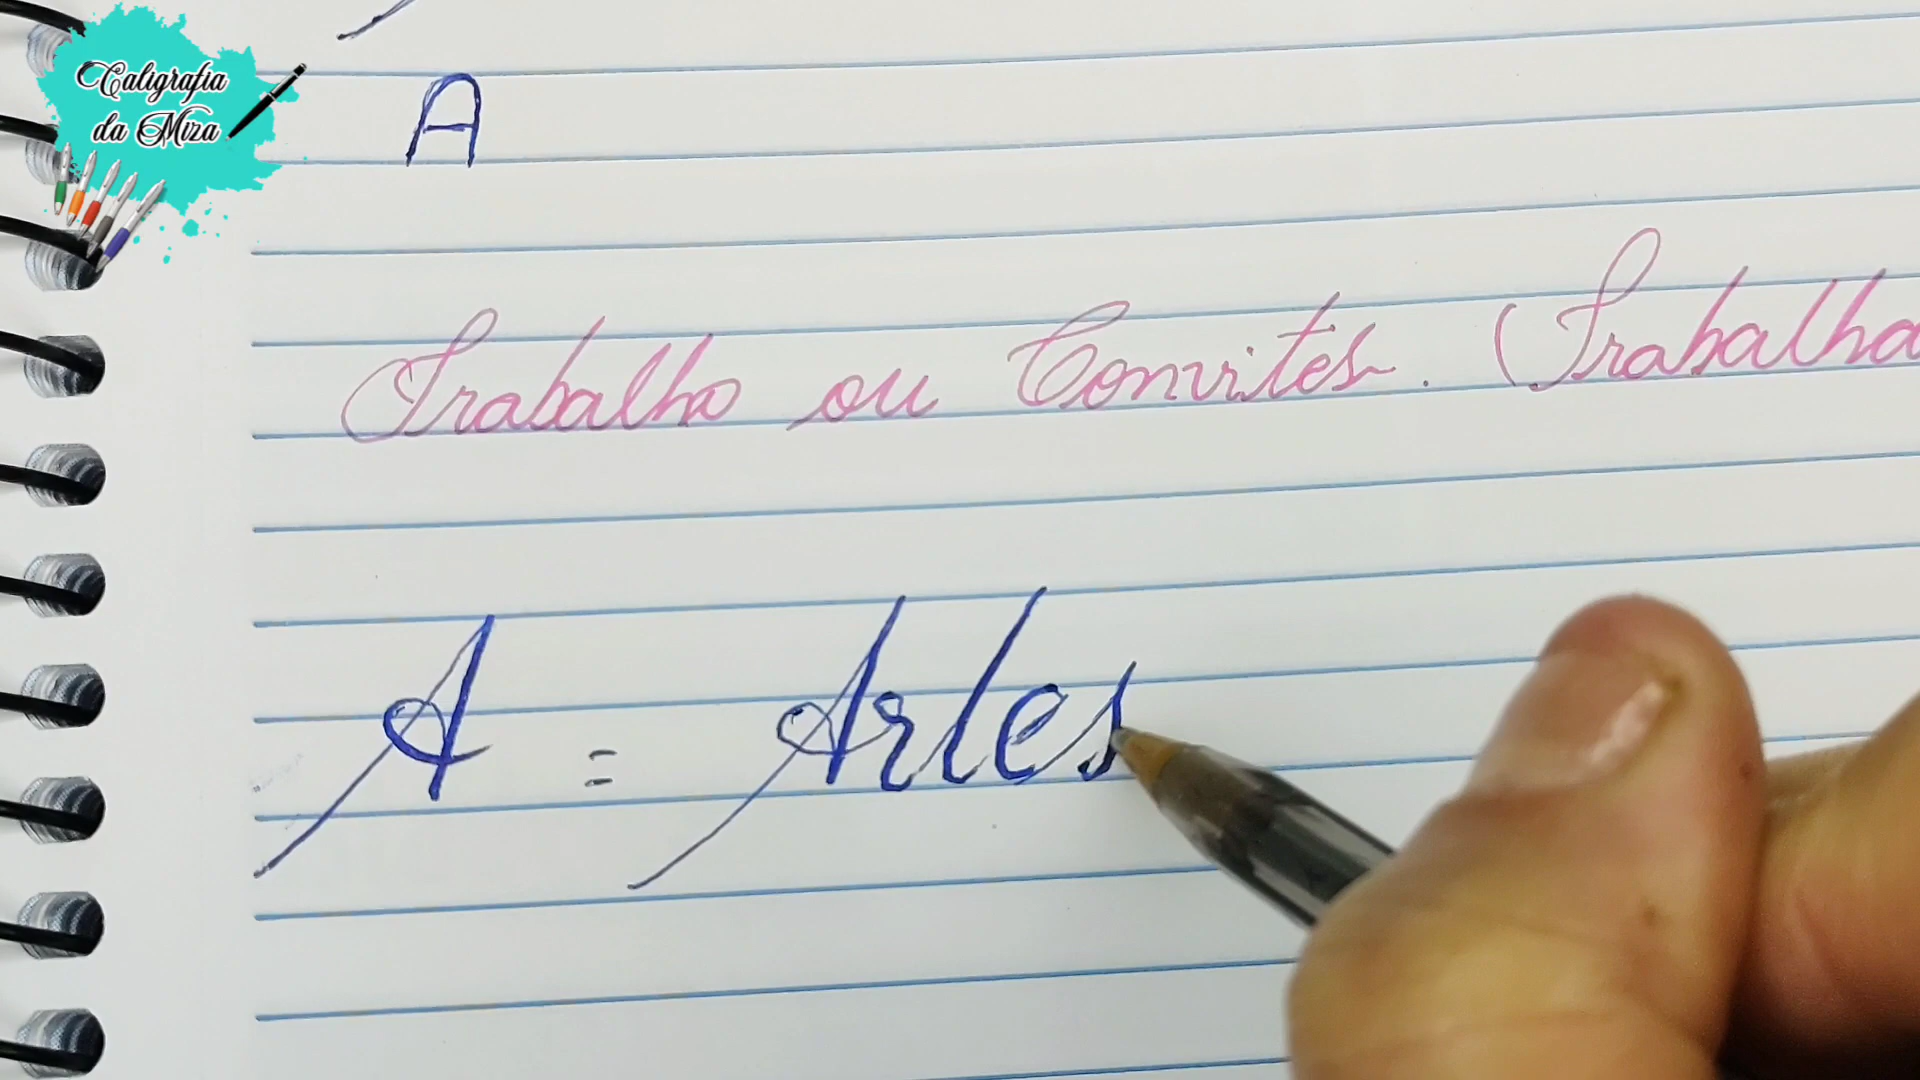 Caligrafia
da Miza
A
Trabalho ou Convites. (Trabalha
A = Artes